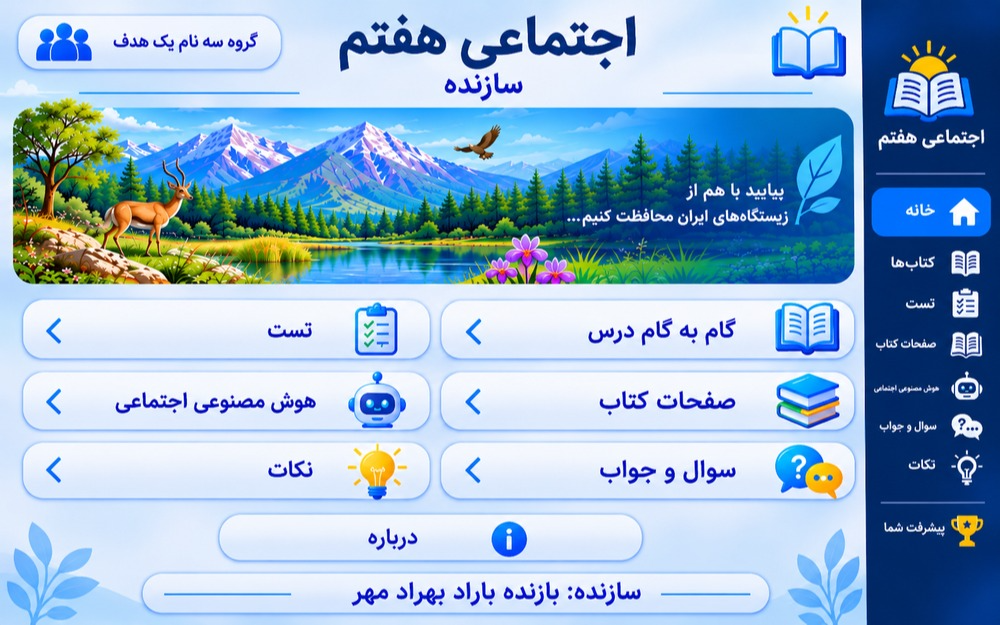 گروه سه نام یک هدف
اجتماعی هفتم
سازنده
اجتماعی هفتم
خانه
کتاب‌ها
تست
صفحات کتاب
هوش مصنوعی اجتماعی
سوال و جواب
نکات
پیشرفت شما
پیایید با هم از
زیستگاه‌های ایران محافظت کنیم...
گام به گام درس
تست
صفحات کتاب
هوش مصنوعی اجتماعی
سوال و جواب
نکات
درباره
سازنده: بازنده باراد بهراد مهر